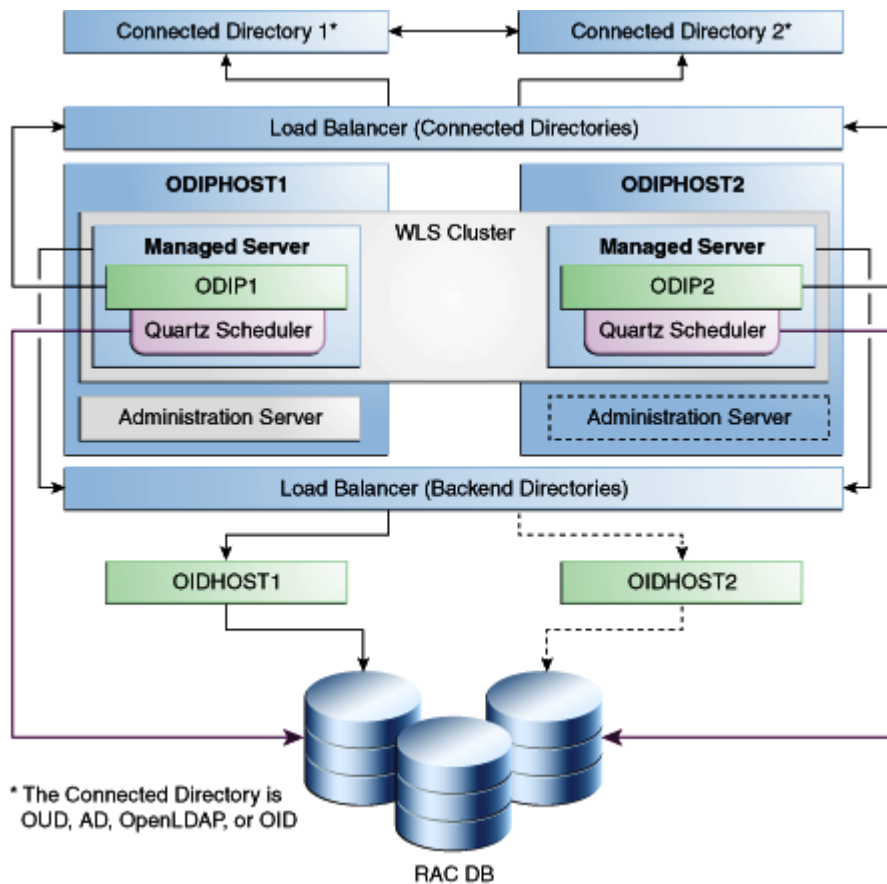 Connected Directory 1*
Connected Directory 2*
Load Balancer (Connected Directories)
ODIPHOST1
ODIPHOST2
WLS Cluster
Managed Server
Managed Server
ODIP1
ODIP2
Quartz Scheduler
Quartz Scheduler
Administration Server
Administration Server
Load Balancer (Backend Directories)
OIDHOST1
OIDHOST2
* The Connected Directory is
OUD, AD, OpenLDAP, or OID
RAC DB